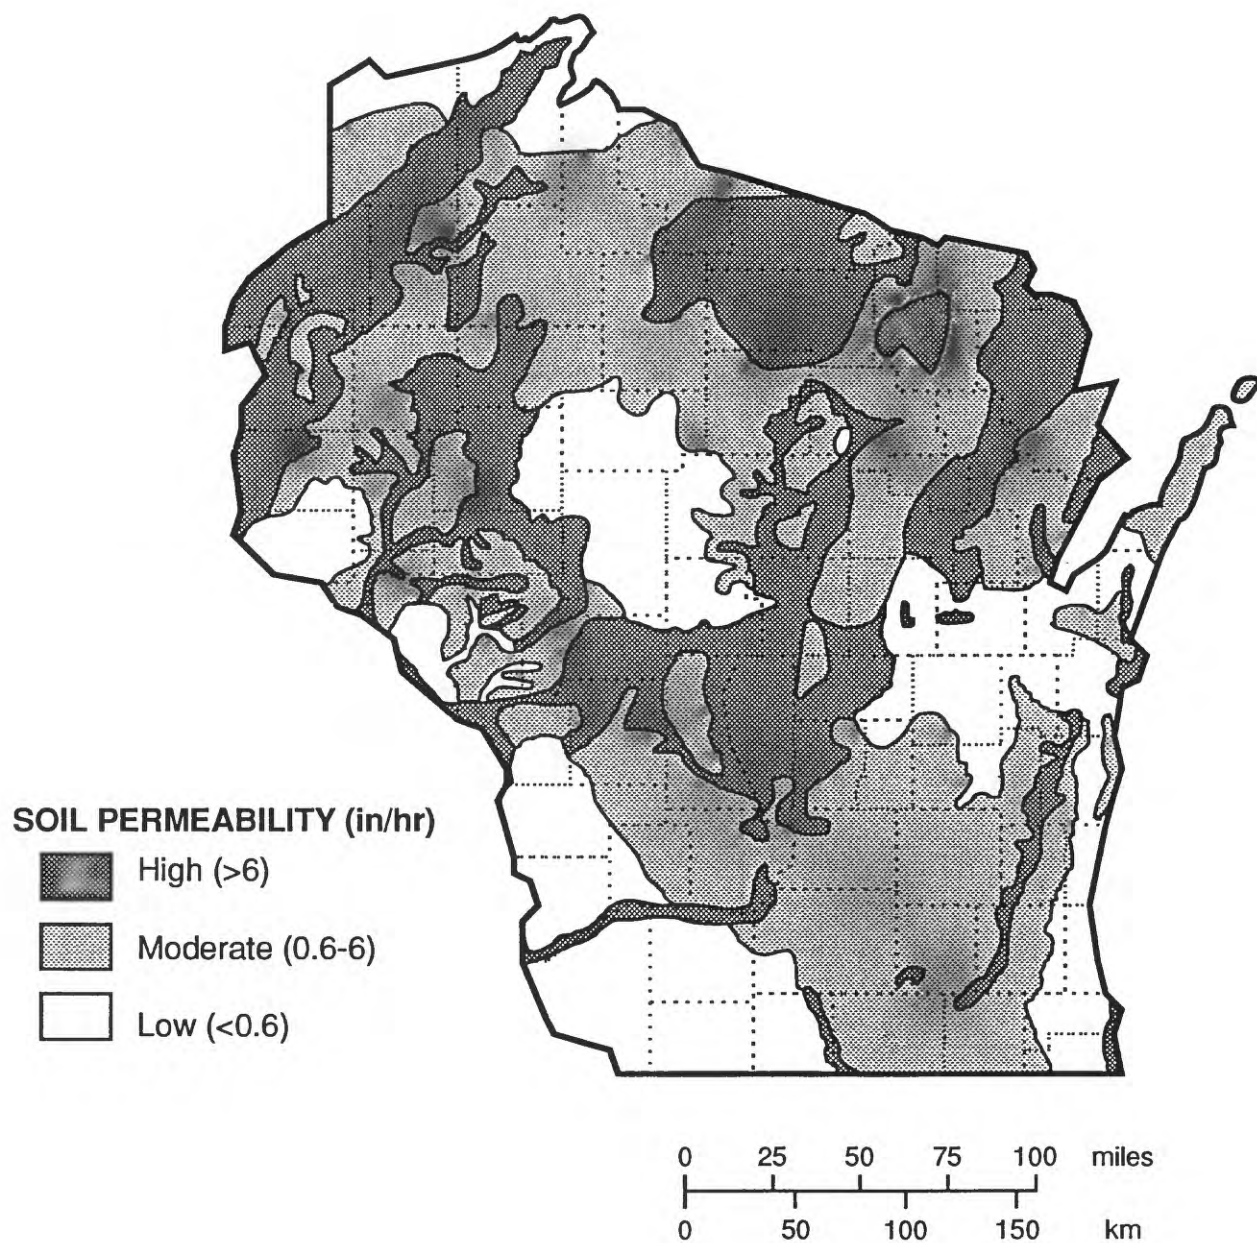 SOIL PERMEABILITY (in/hr)
High (>6)
Moderate (0.6-6)
Low (<0.6)
0 25 50 75 100 miles
0 50 100 150 km